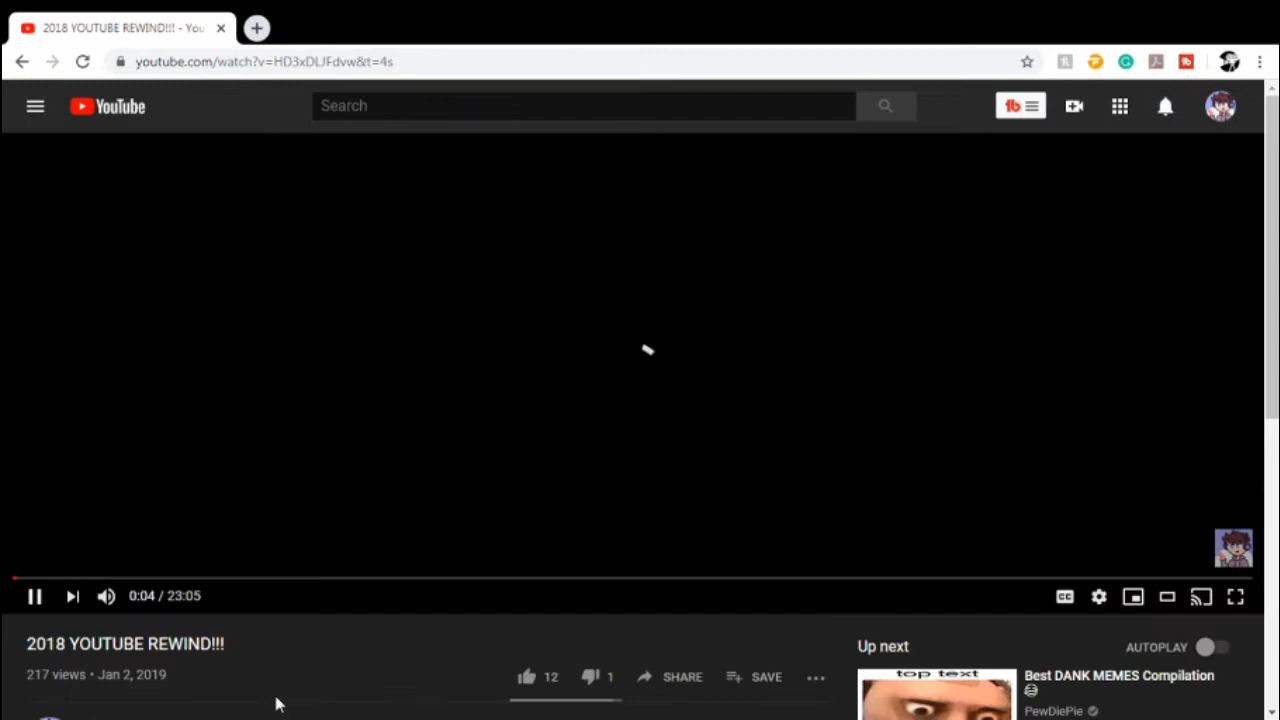 2018 YOUTUBE REWIND!!! - You
youtube.com/watch?v=HD3xDLJFdvw&t=4s
YouTube
Search
0:04 / 23:05
CC
2018 YOUTUBE REWIND!!!
217 views • Jan 2, 2019
12
1
SHARE
SAVE
Up next
AUTOPLAY
top text
Best DANK MEMES Compilation
PewDiePie